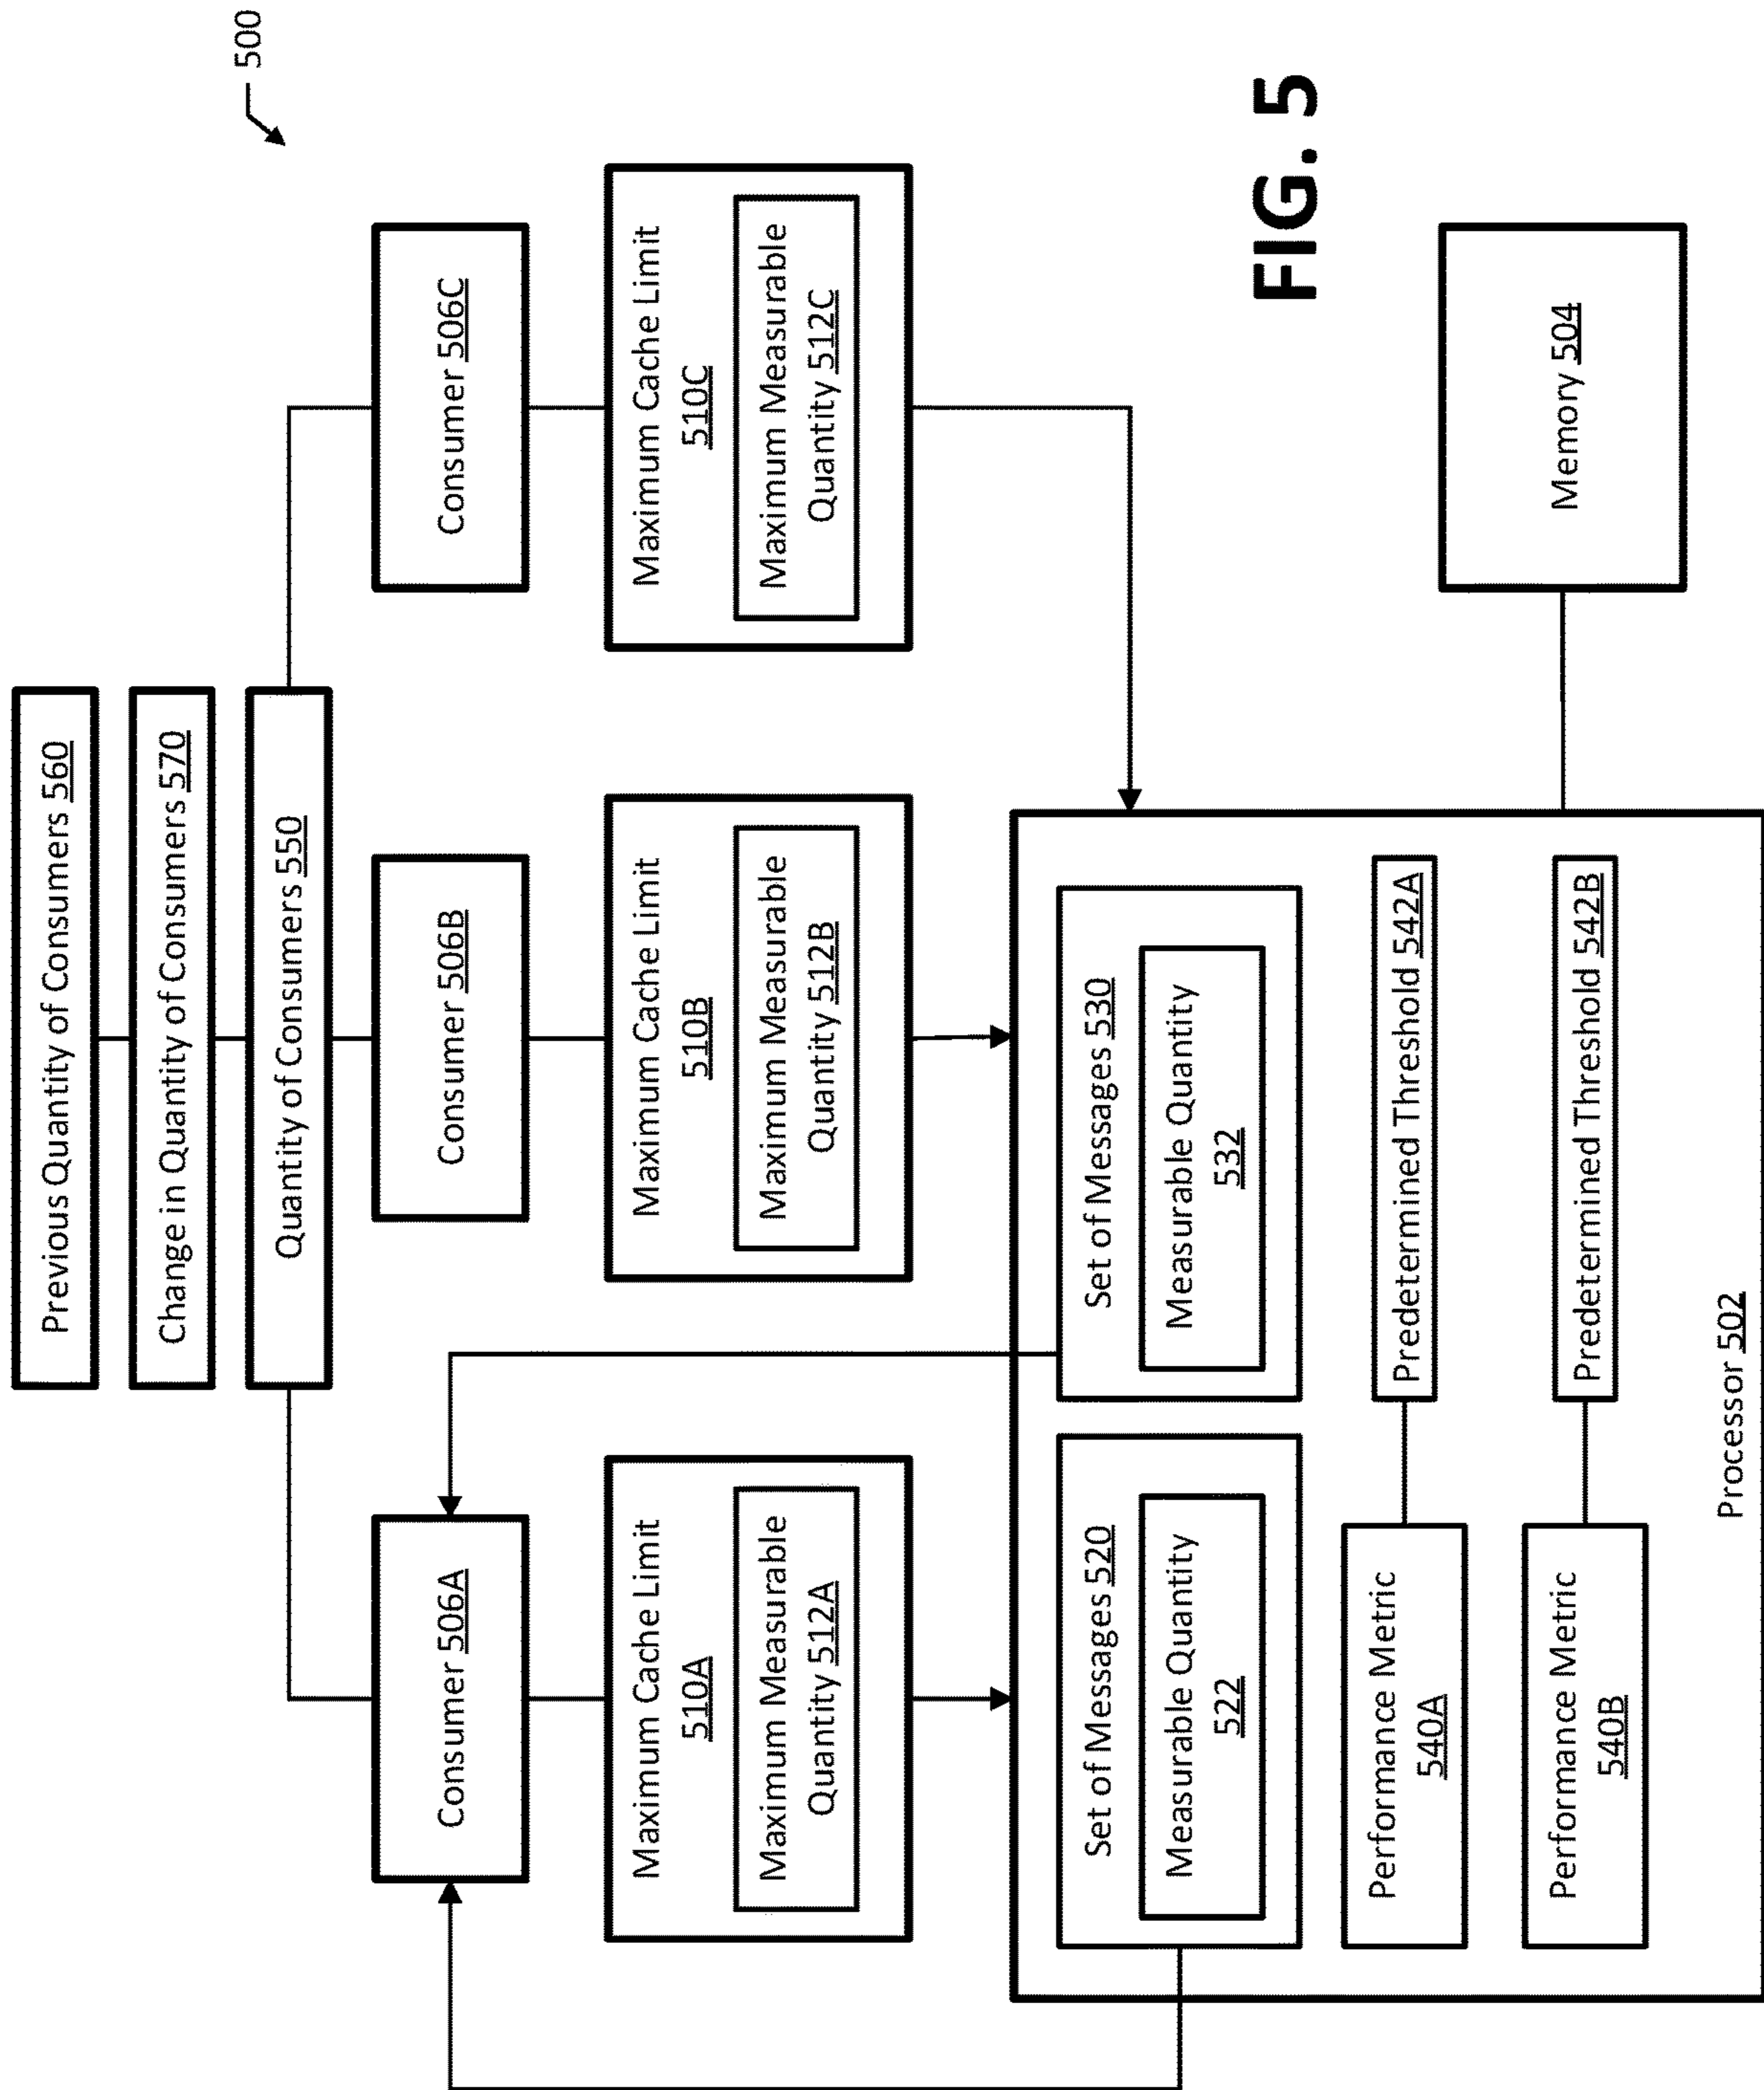 500
Previous Quantity of Consumers 560
Change in Quantity of Consumers 570
Quantity of Consumers 550
Consumer 506A
Consumer 506B
Consumer 506C
Maximum Cache Limit
510A
Maximum Measurable
Quantity 512A
Maximum Cache Limit
510B
Maximum Measurable
Quantity 512B
Maximum Cache Limit
510C
Maximum Measurable
Quantity 512C
Set of Messages 520
Measurable Quantity
522
Set of Messages 530
Measurable Quantity
532
Performance Metric
540A
Predetermined Threshold 542A
Performance Metric
540B
Predetermined Threshold 542B
Processor 502
Memory 504
FIG. 5